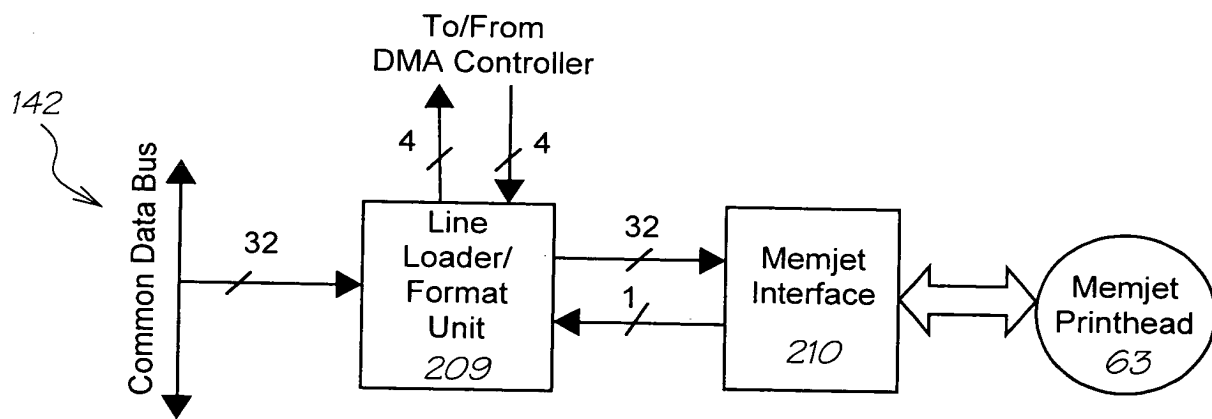 To/From
DMA Controller
142
4
4
Common Data Bus
32
Line
Loader/
Format
Unit
209
32
1
Memjet
Interface
210
Memjet
Printhead
63